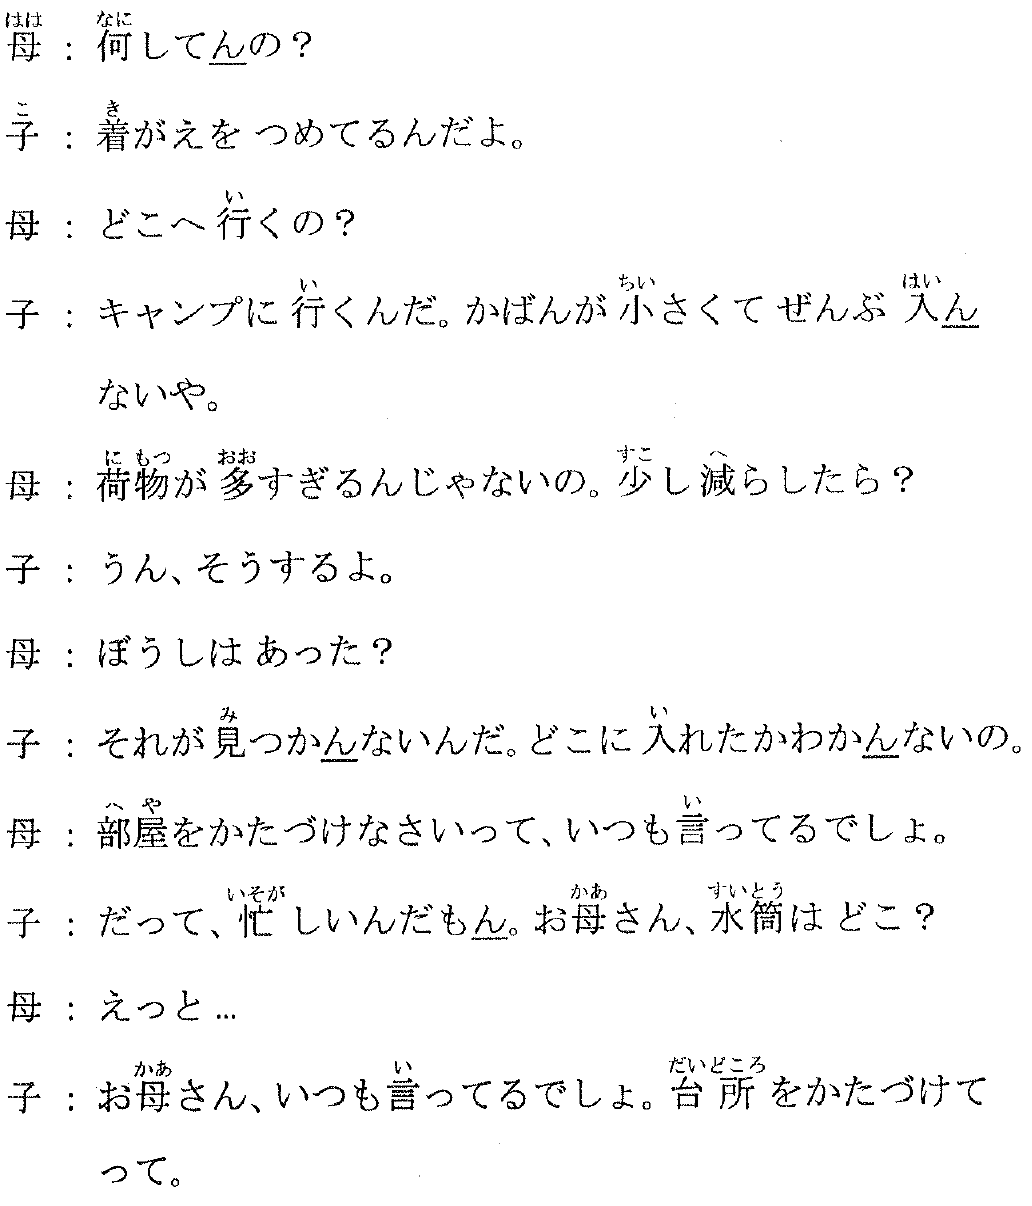 母 : 何してんの？
子 : 着がえを つめてるんだよ。
母 : どこへ 行くの？
子 : キャンプに 行くんだ。かばんが 小さくて ぜんぶ 入ん
ないや。
母 : 荷物が 多すぎるんじゃないの。少し 減らしたら？
子 : うん、そうするよ。
母 : ぼうしは あった？
子 : それが 見つかんないんだ。どこに 入れたかわかんないの。
母 : 部屋をかたづけなさいって、いつも言ってるでしょ。
子 : だって、忙しいんだもん。お母さん、水筒は どこ？
母 : えっと...
子 : お母さん、いつも言ってるでしょ。台所をかたづけて
って。